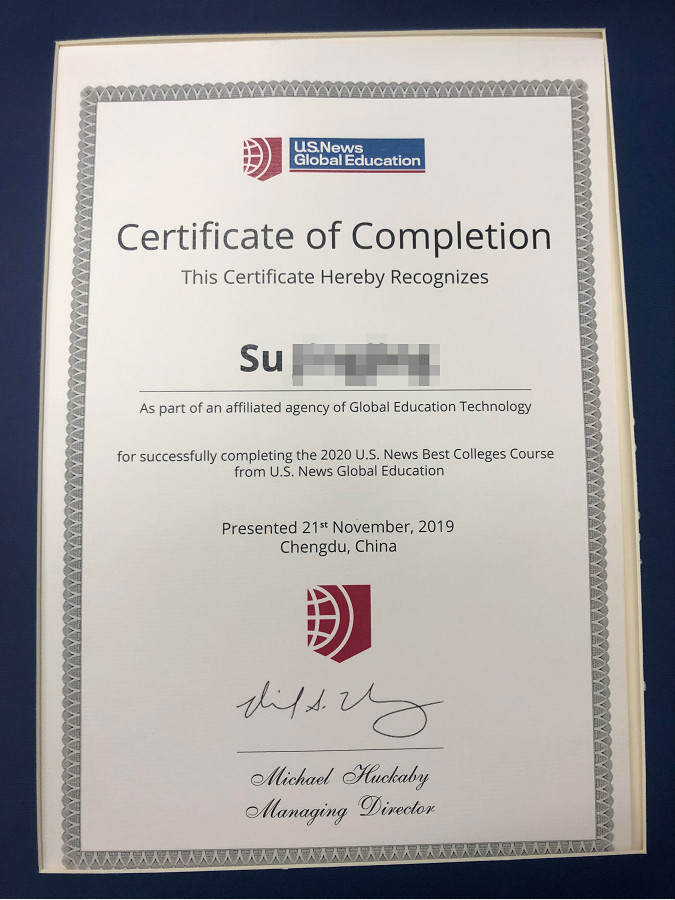 U.S.News
Global Education
Certificate of Completion
This Certificate Hereby Recognizes
Su
As part of an affiliated agency of Global Education Technology
for successfully completing the 2020 U.S. News Best Colleges Course
from U.S. News Global Education
Presented 21st November, 2019
Chengdu, China
Michael Huckaby
Managing Director